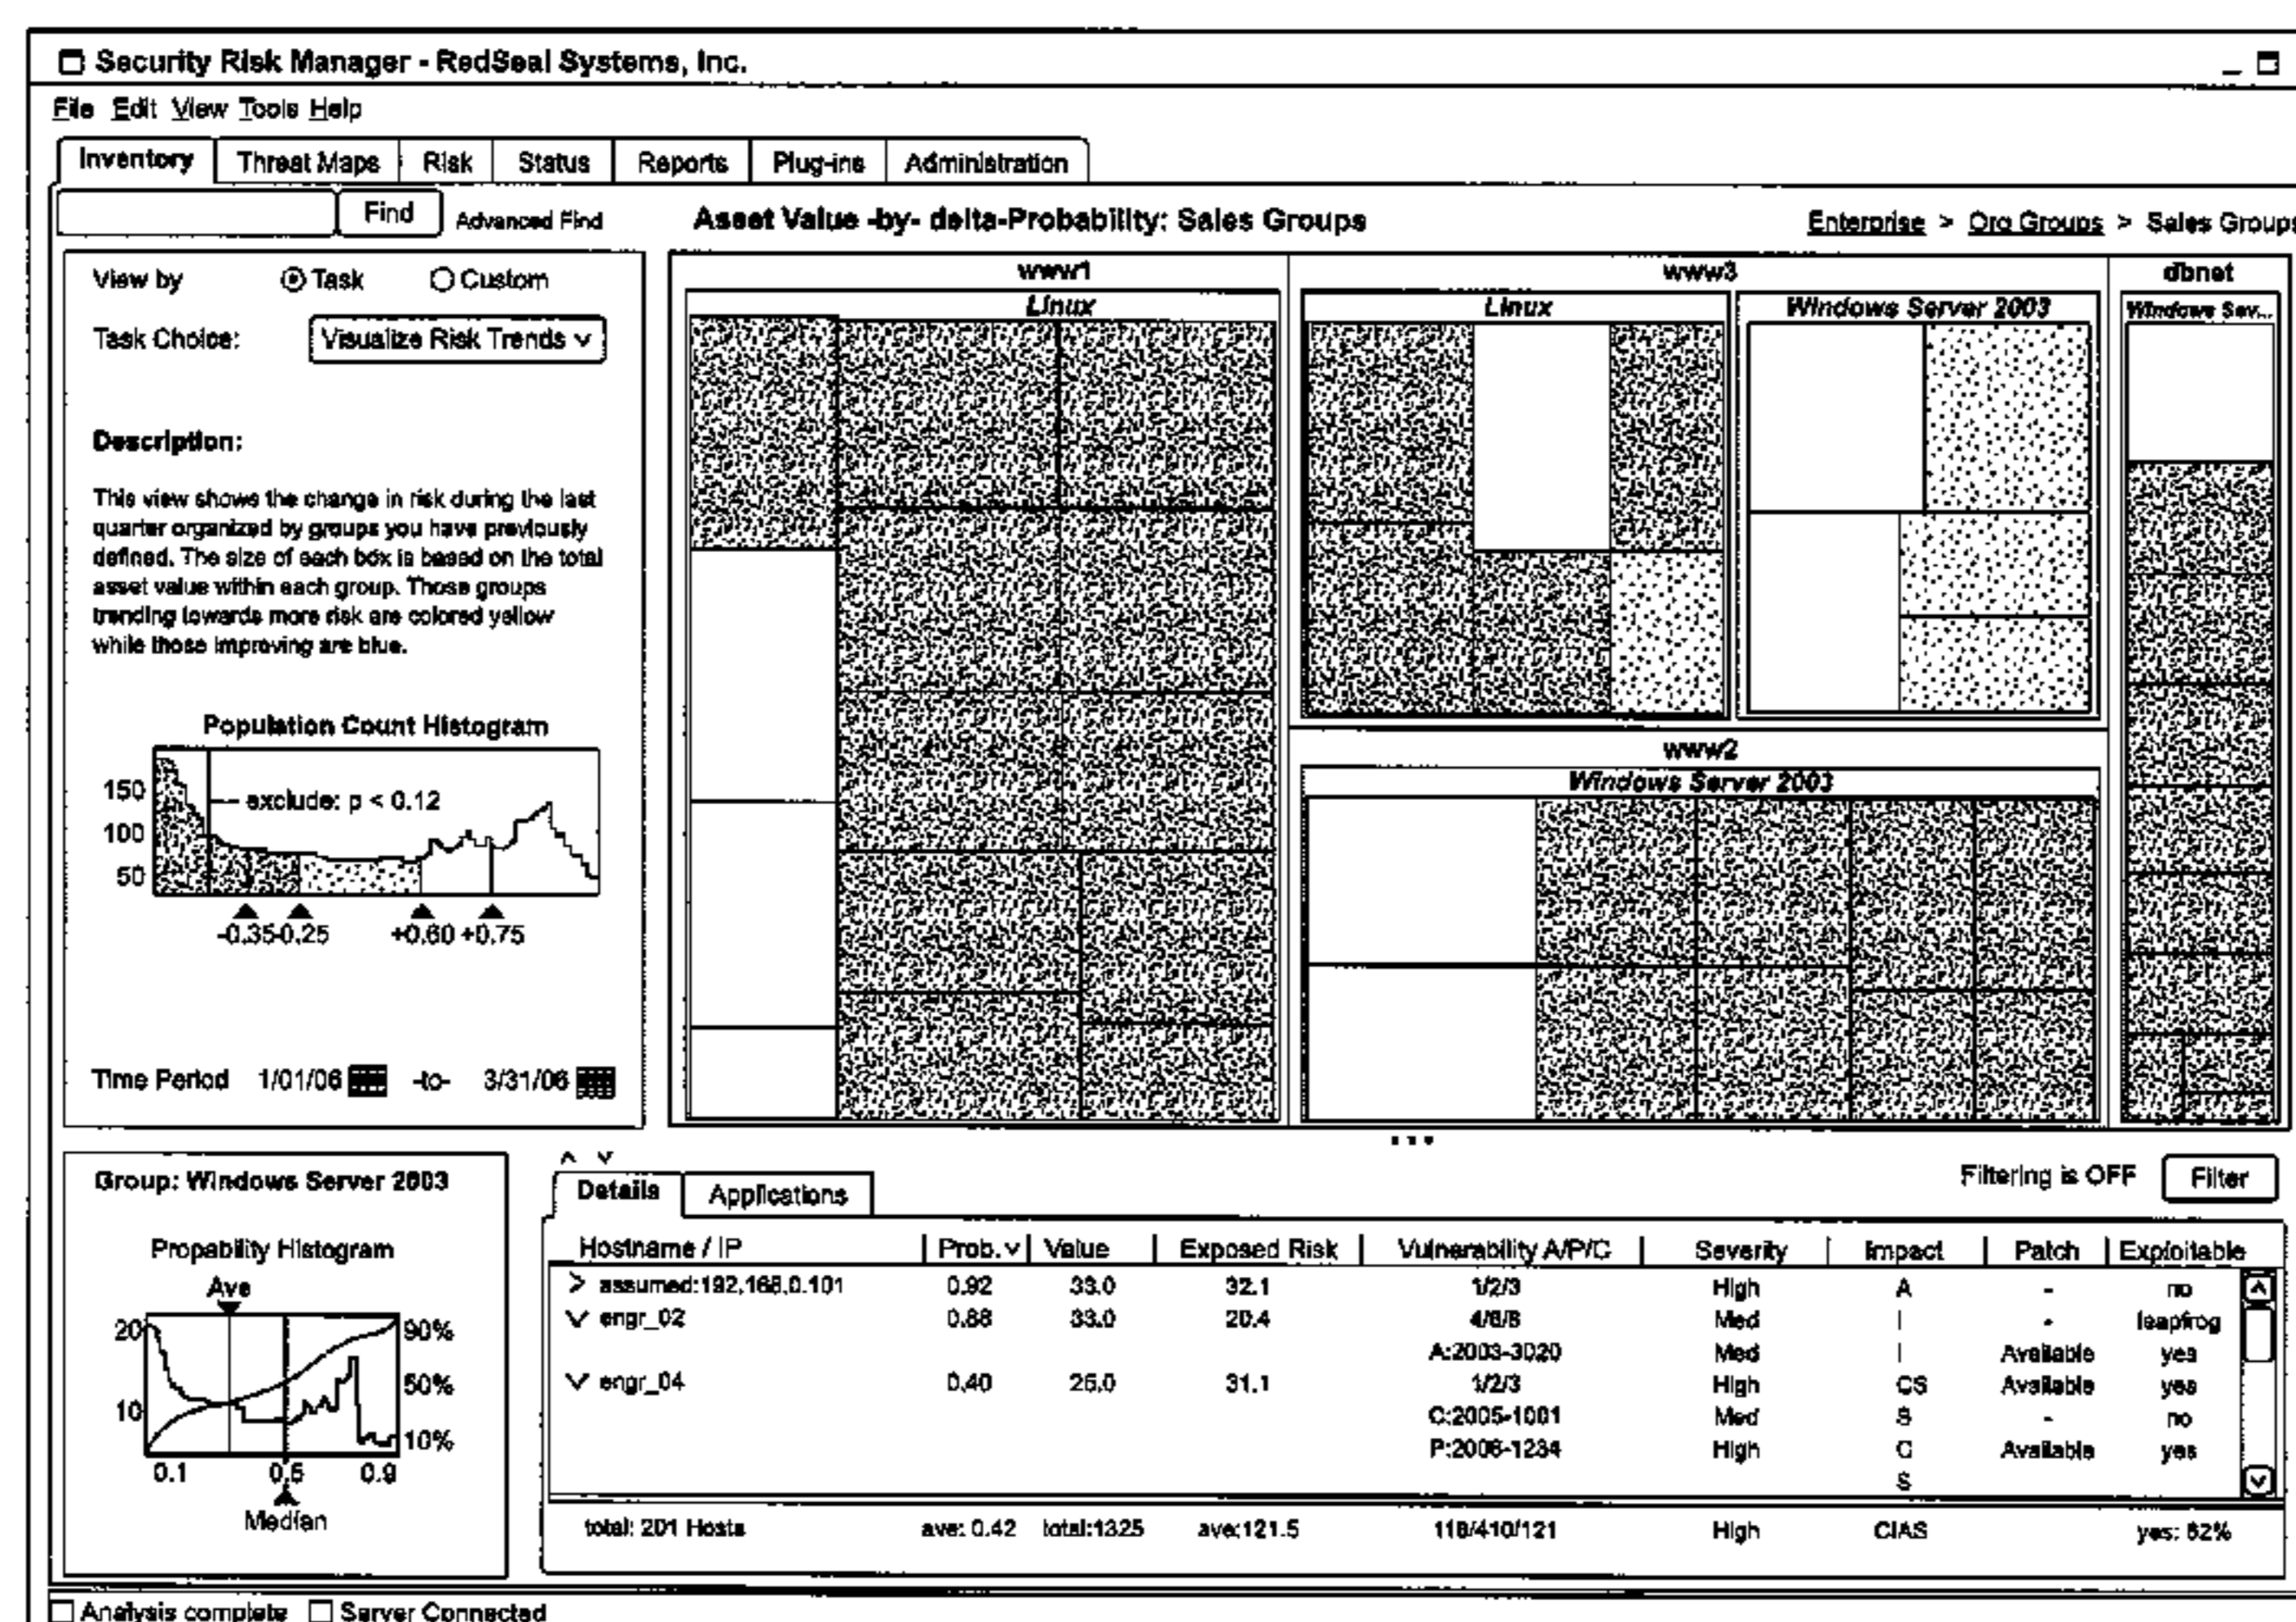 Security Risk Manager - RedSeal Systems, Inc.
File Edit View Tools Help
Inventory Threat Maps Risk Status Reports Plug-ins Administration
Find Advanced Find
Asset Value -by- delta-Probability: Sales Groups
Enterprise > Org Groups > Sales Groups
View by Task Custom
Task Choice: Visualize Risk Trends
Description:
This view shows the change in risk during the last
quarter organized by groups you have previously
defined. The size of each box is based on the total
asset value within each group. Those groups
trending towards more risk are colored yellow
while those improving are blue.
Population Count Histogram
150
100
50
exclude: p < 0.12
-0.35 -0.25 +0.60 +0.75
Time Period 1/01/06 -to- 3/31/06
www1
Linux
www3
Linux
Windows Server 2003
dbnet
Windows Sev...
www2
Windows Server 2003
Group: Windows Server 2003
Propability Histogram
Ave
20 90%
50%
10
10%
0.1 0.5 0.9
Median
Details Applications
Filtering is OFF Filter
Hostname / IP Prob. Value Exposed Risk Vulnerability A/P/C Severity Impact Patch Exploitable
> assumed:192.168.0.101 0.92 33.0 32.1 1/2/3 High A - no
engr_02 0.88 33.0 20.4 Med I - leapfrog
A:2003-3020 Med I Available yes
engr_04 0.40 31.1 1/2/3 High CS Available yes
C:2005-1001 Med S - no
P:2006-1234 High C Available yes
S
total: 201 Hosts ave: 0.42 total:1325 ave:121.5 High CIAS yes:
Analysis complete Server Connected